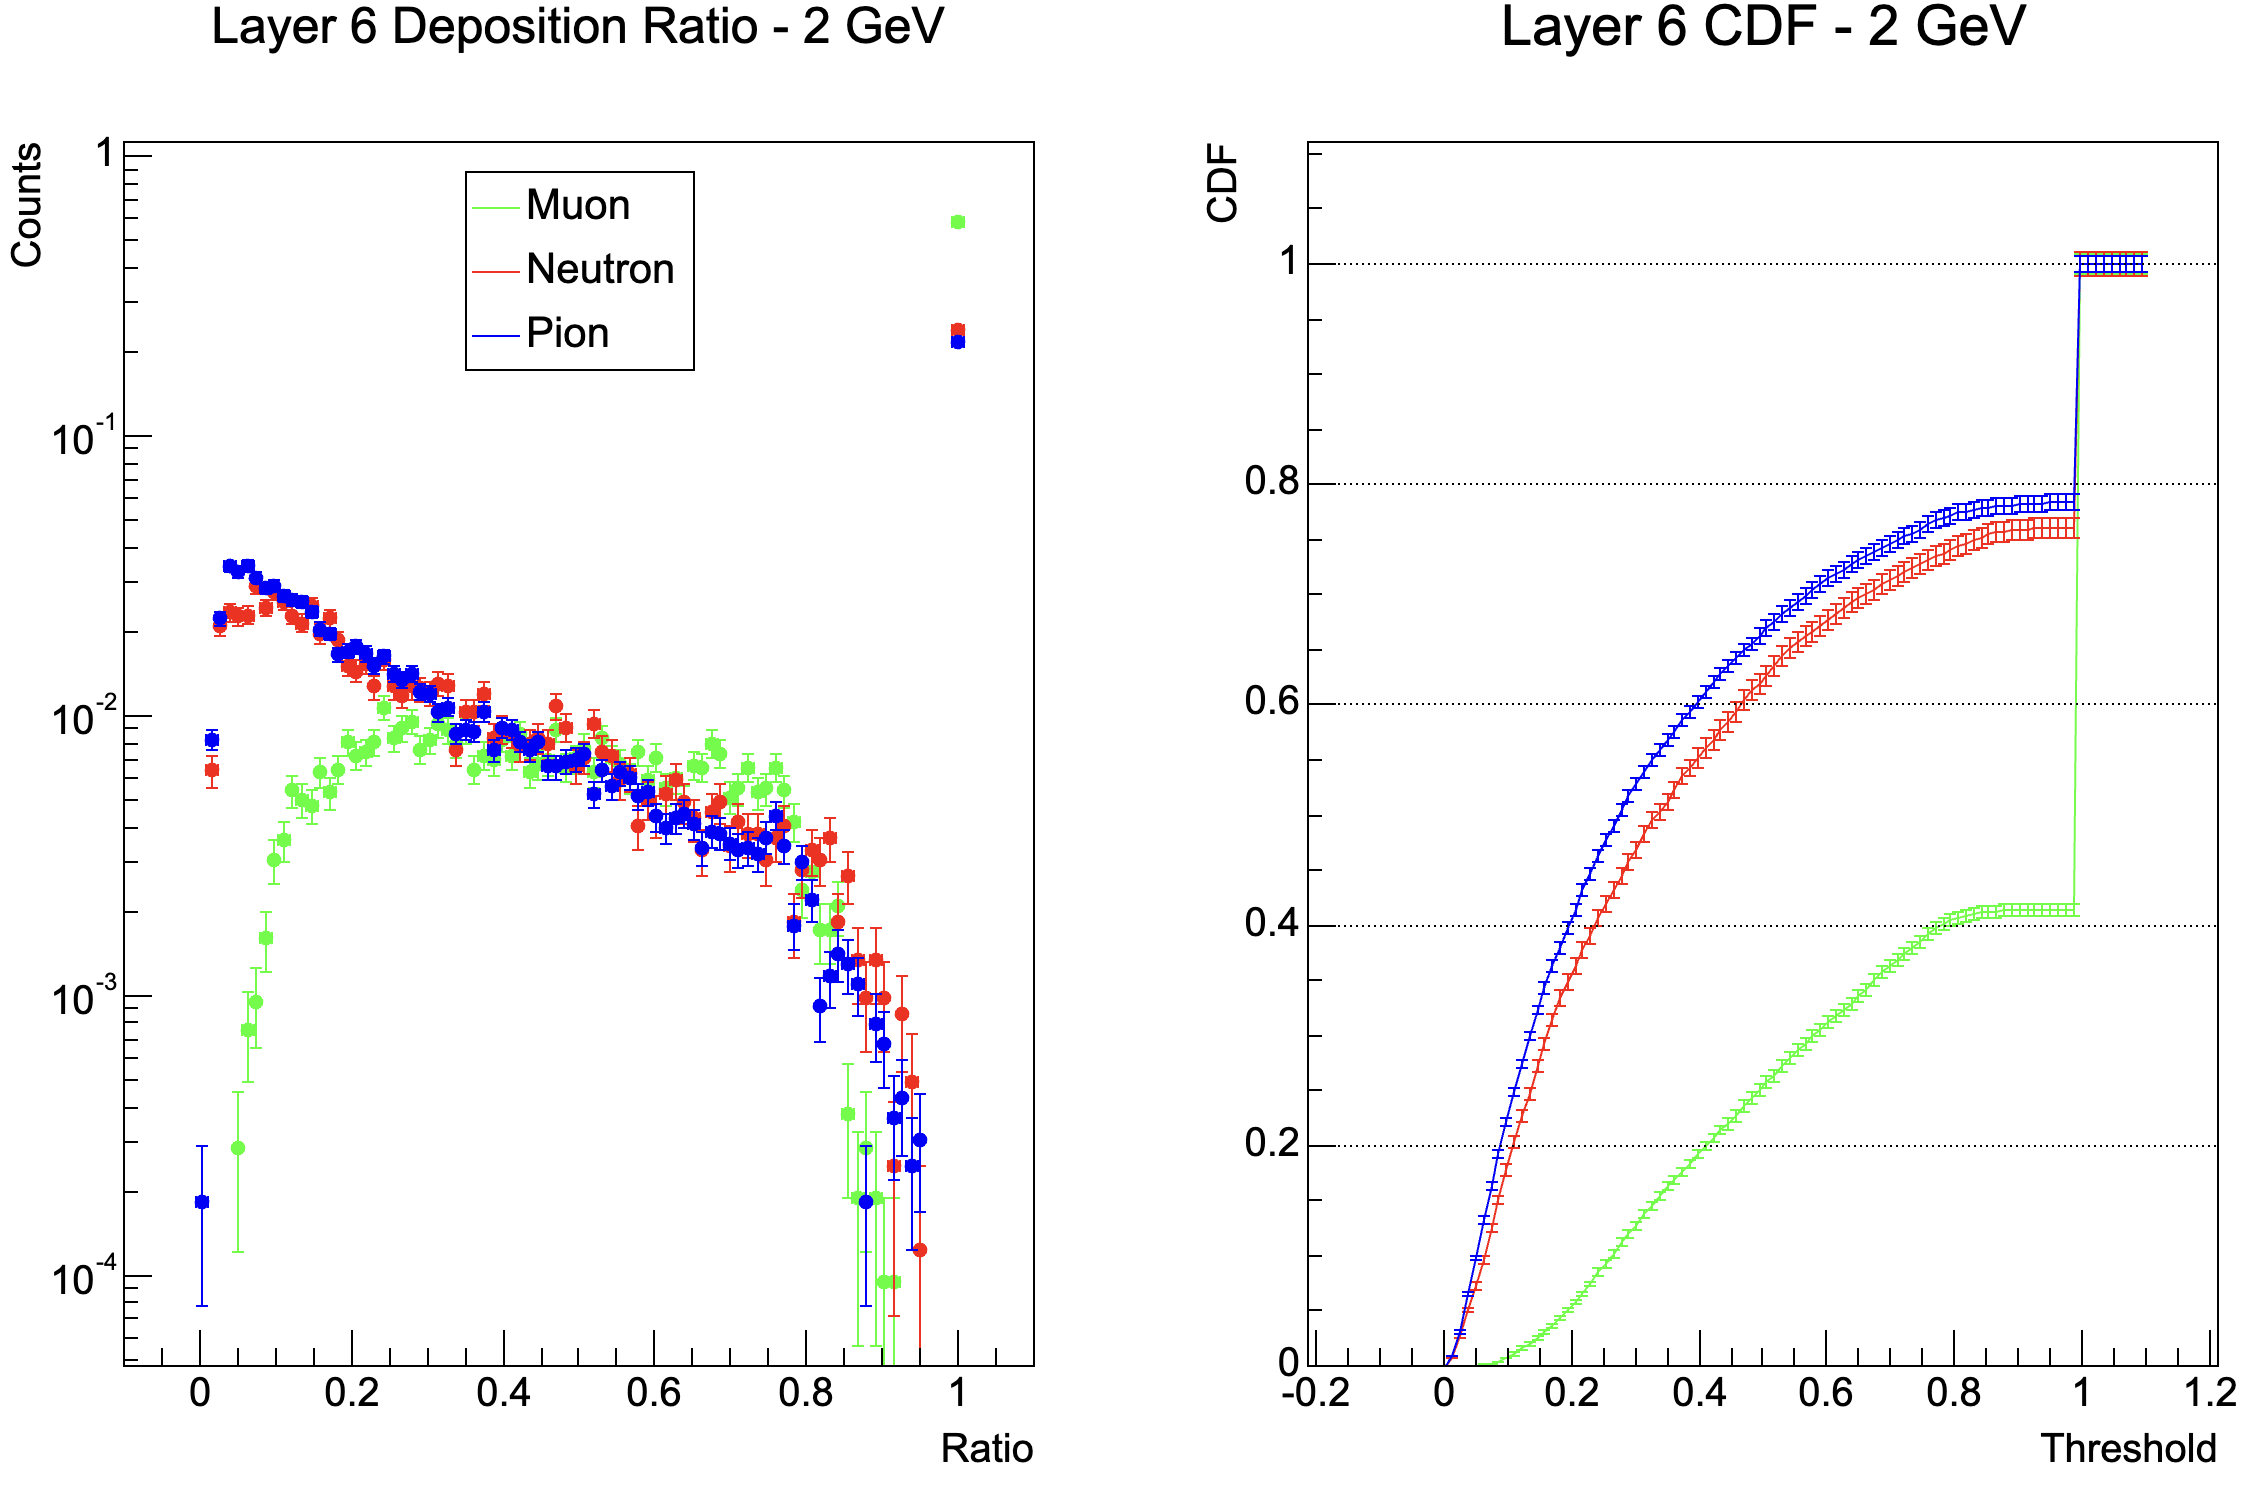 Layer 6 Deposition Ratio - 2 GeV
Counts
1
10-1
10-2
10-3
10-4
Muon
Neutron
Pion
0 0.2 0.4 0.6 0.8 1
Ratio
Layer 6 CDF - 2 GeV
CDF
1
0.8
0.6
0.4
0.2
0
-0.2 0 0.2 0.4 0.6 0.8 1 1.2
Threshold